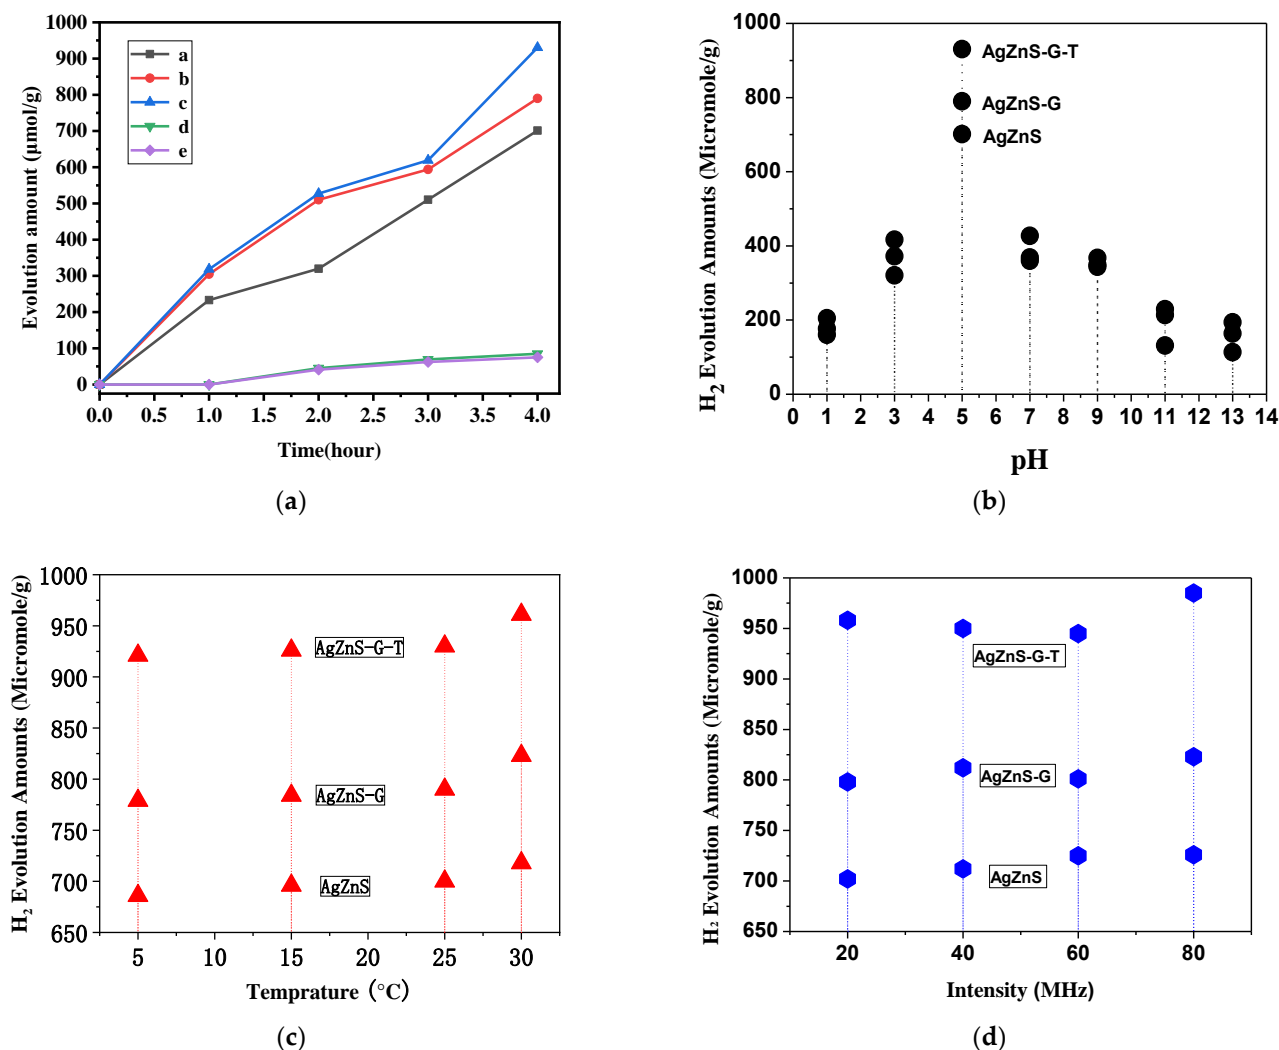 1000
900
800
700
600
500
400
300
200
100
0
Evolution amount (μmol/g)
a
b
c
d
e
0.0 0.5 1.0 1.5 2.0 2.5 3.0 3.5 4.0
Time(hour)
(a)
1000
800
600
400
200
0
H2 Evolution Amounts (Micromole/g)
AgZnS-G-T
AgZnS-G
AgZnS
0 1 2 3 4 5 6 7 8 9 10 11 12 13 14
pH
(b)
1000
950
900
850
800
750
700
650
H2 Evolution Amounts (Micromole/g)
AgZnS-G-T
AgZnS-G
AgZnS
5 10 15 20 25 30
Temprature (°C)
(c)
1000
950
900
850
800
750
700
650
H2 Evolution Amounts (Micromole/g)
AgZnS-G-T
AgZnS-G
AgZnS
20 40 60 80
Intensity (MHz)
(d)